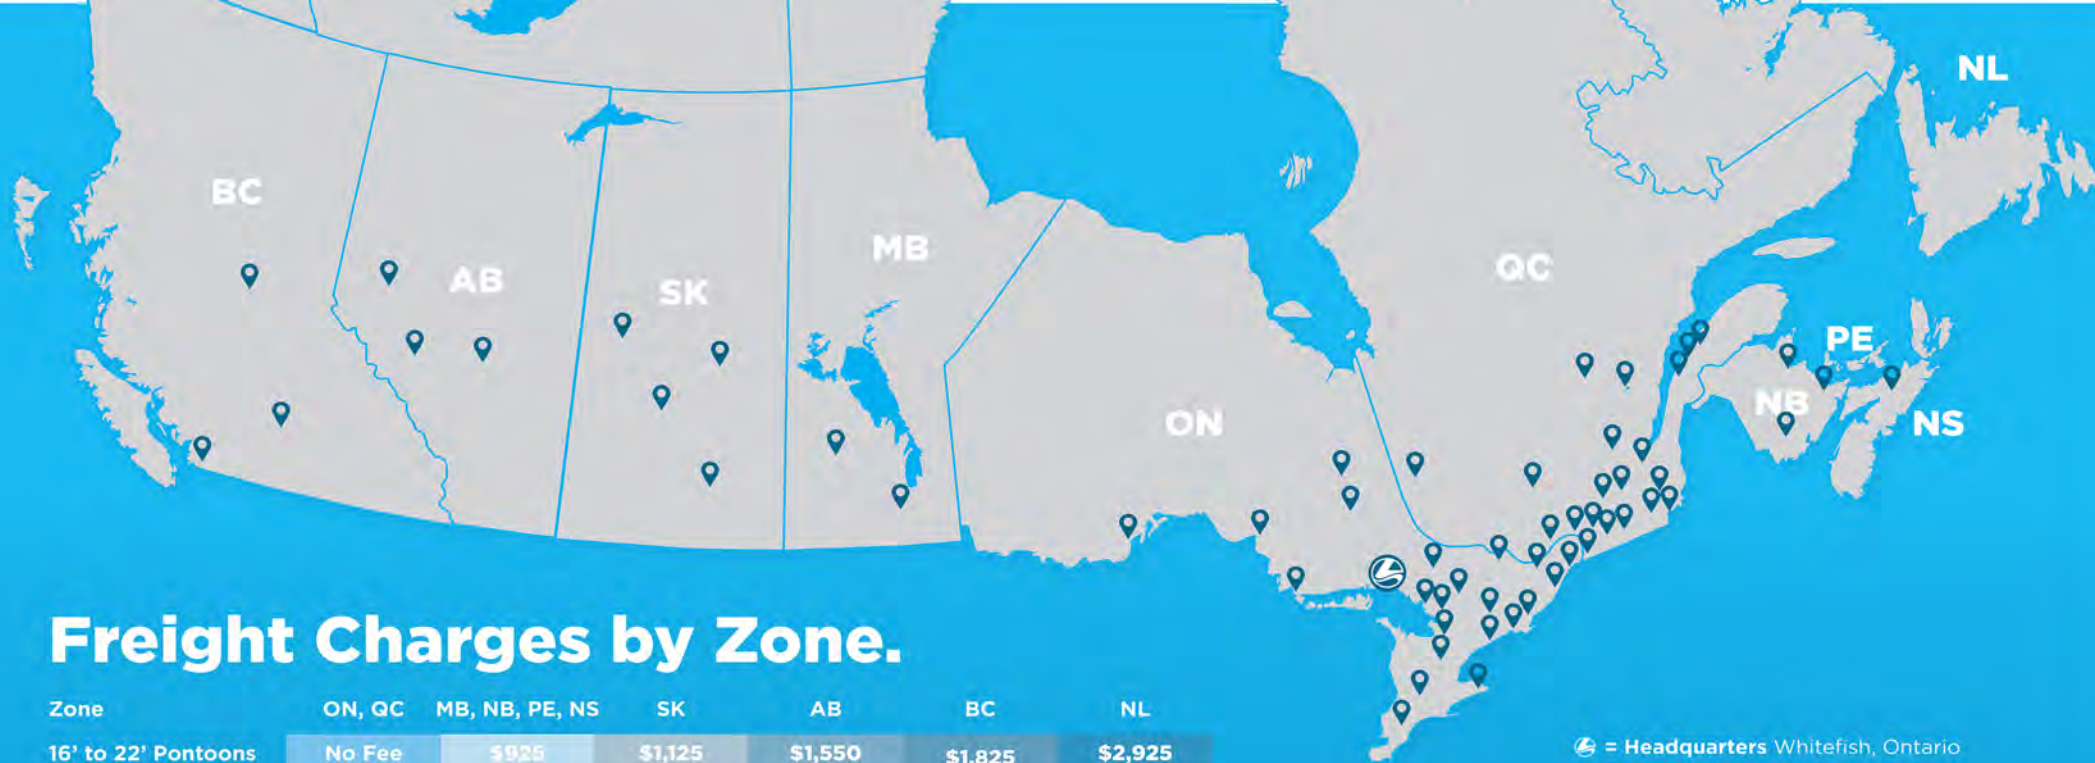 NL
BC
MB
QC
AB
SK
PE
NB
ON
NS
Freight Charges by Zone.
Zone ON, QC MB, NB, PE, NS SK AB BC NL
16’ to 22’ Pontoons No Fee $925 $1,125 $1,550 $1,825 $2,925
= Headquarters Whitefish, Ontario